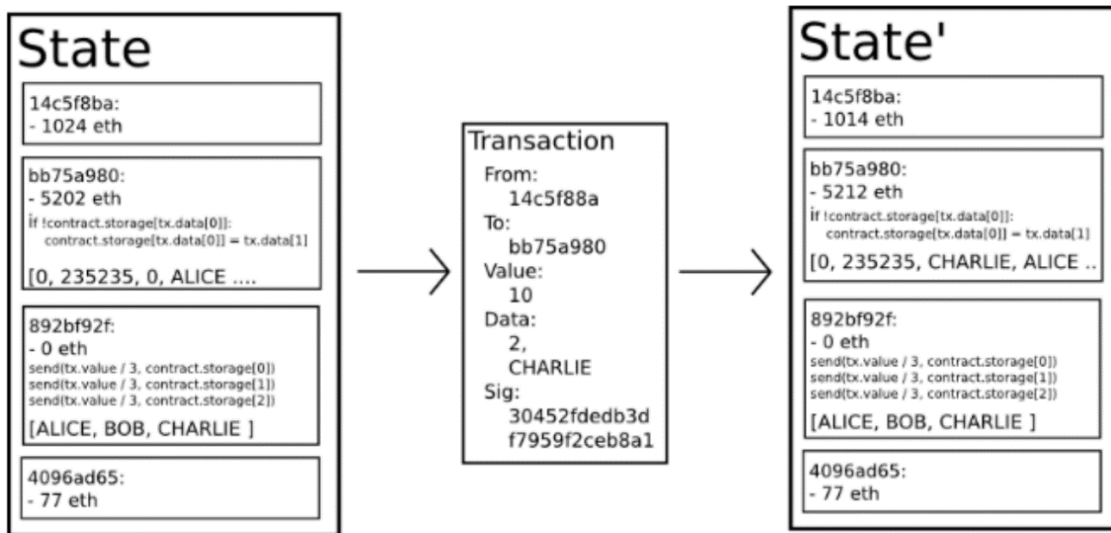 State
14c5f8ba:
- 1024 eth
bb75a980:
- 5202 eth
if !contract.storage[tx.data[0]]:
contract.storage[tx.data[0]] = tx.data[1]
[0, 235235, 0, ALICE ....
892bf92f:
- 0 eth
send(tx.value / 3, contract.storage[0])
send(tx.value / 3, contract.storage[1])
send(tx.value / 3, contract.storage[2])
[ALICE, BOB, CHARLIE ]
4096ad65:
- 77 eth
Transaction
From:
14c5f88a
To:
bb75a980
Value:
10
Data:
2,
CHARLIE
Sig:
30452fdedb3d
f7959f2ceb8a1
State'
14c5f8ba:
- 1014 eth
bb75a980:
- 5212 eth
if !contract.storage[tx.data[0]]:
contract.storage[tx.data[0]] = tx.data[1]
[0, 235235, CHARLIE, ALICE ..
892bf92f:
- 0 eth
send(tx.value / 3, contract.storage[0])
send(tx.value / 3, contract.storage[1])
send(tx.value / 3, contract.storage[2])
[ALICE, BOB, CHARLIE ]
4096ad65:
- 77 eth